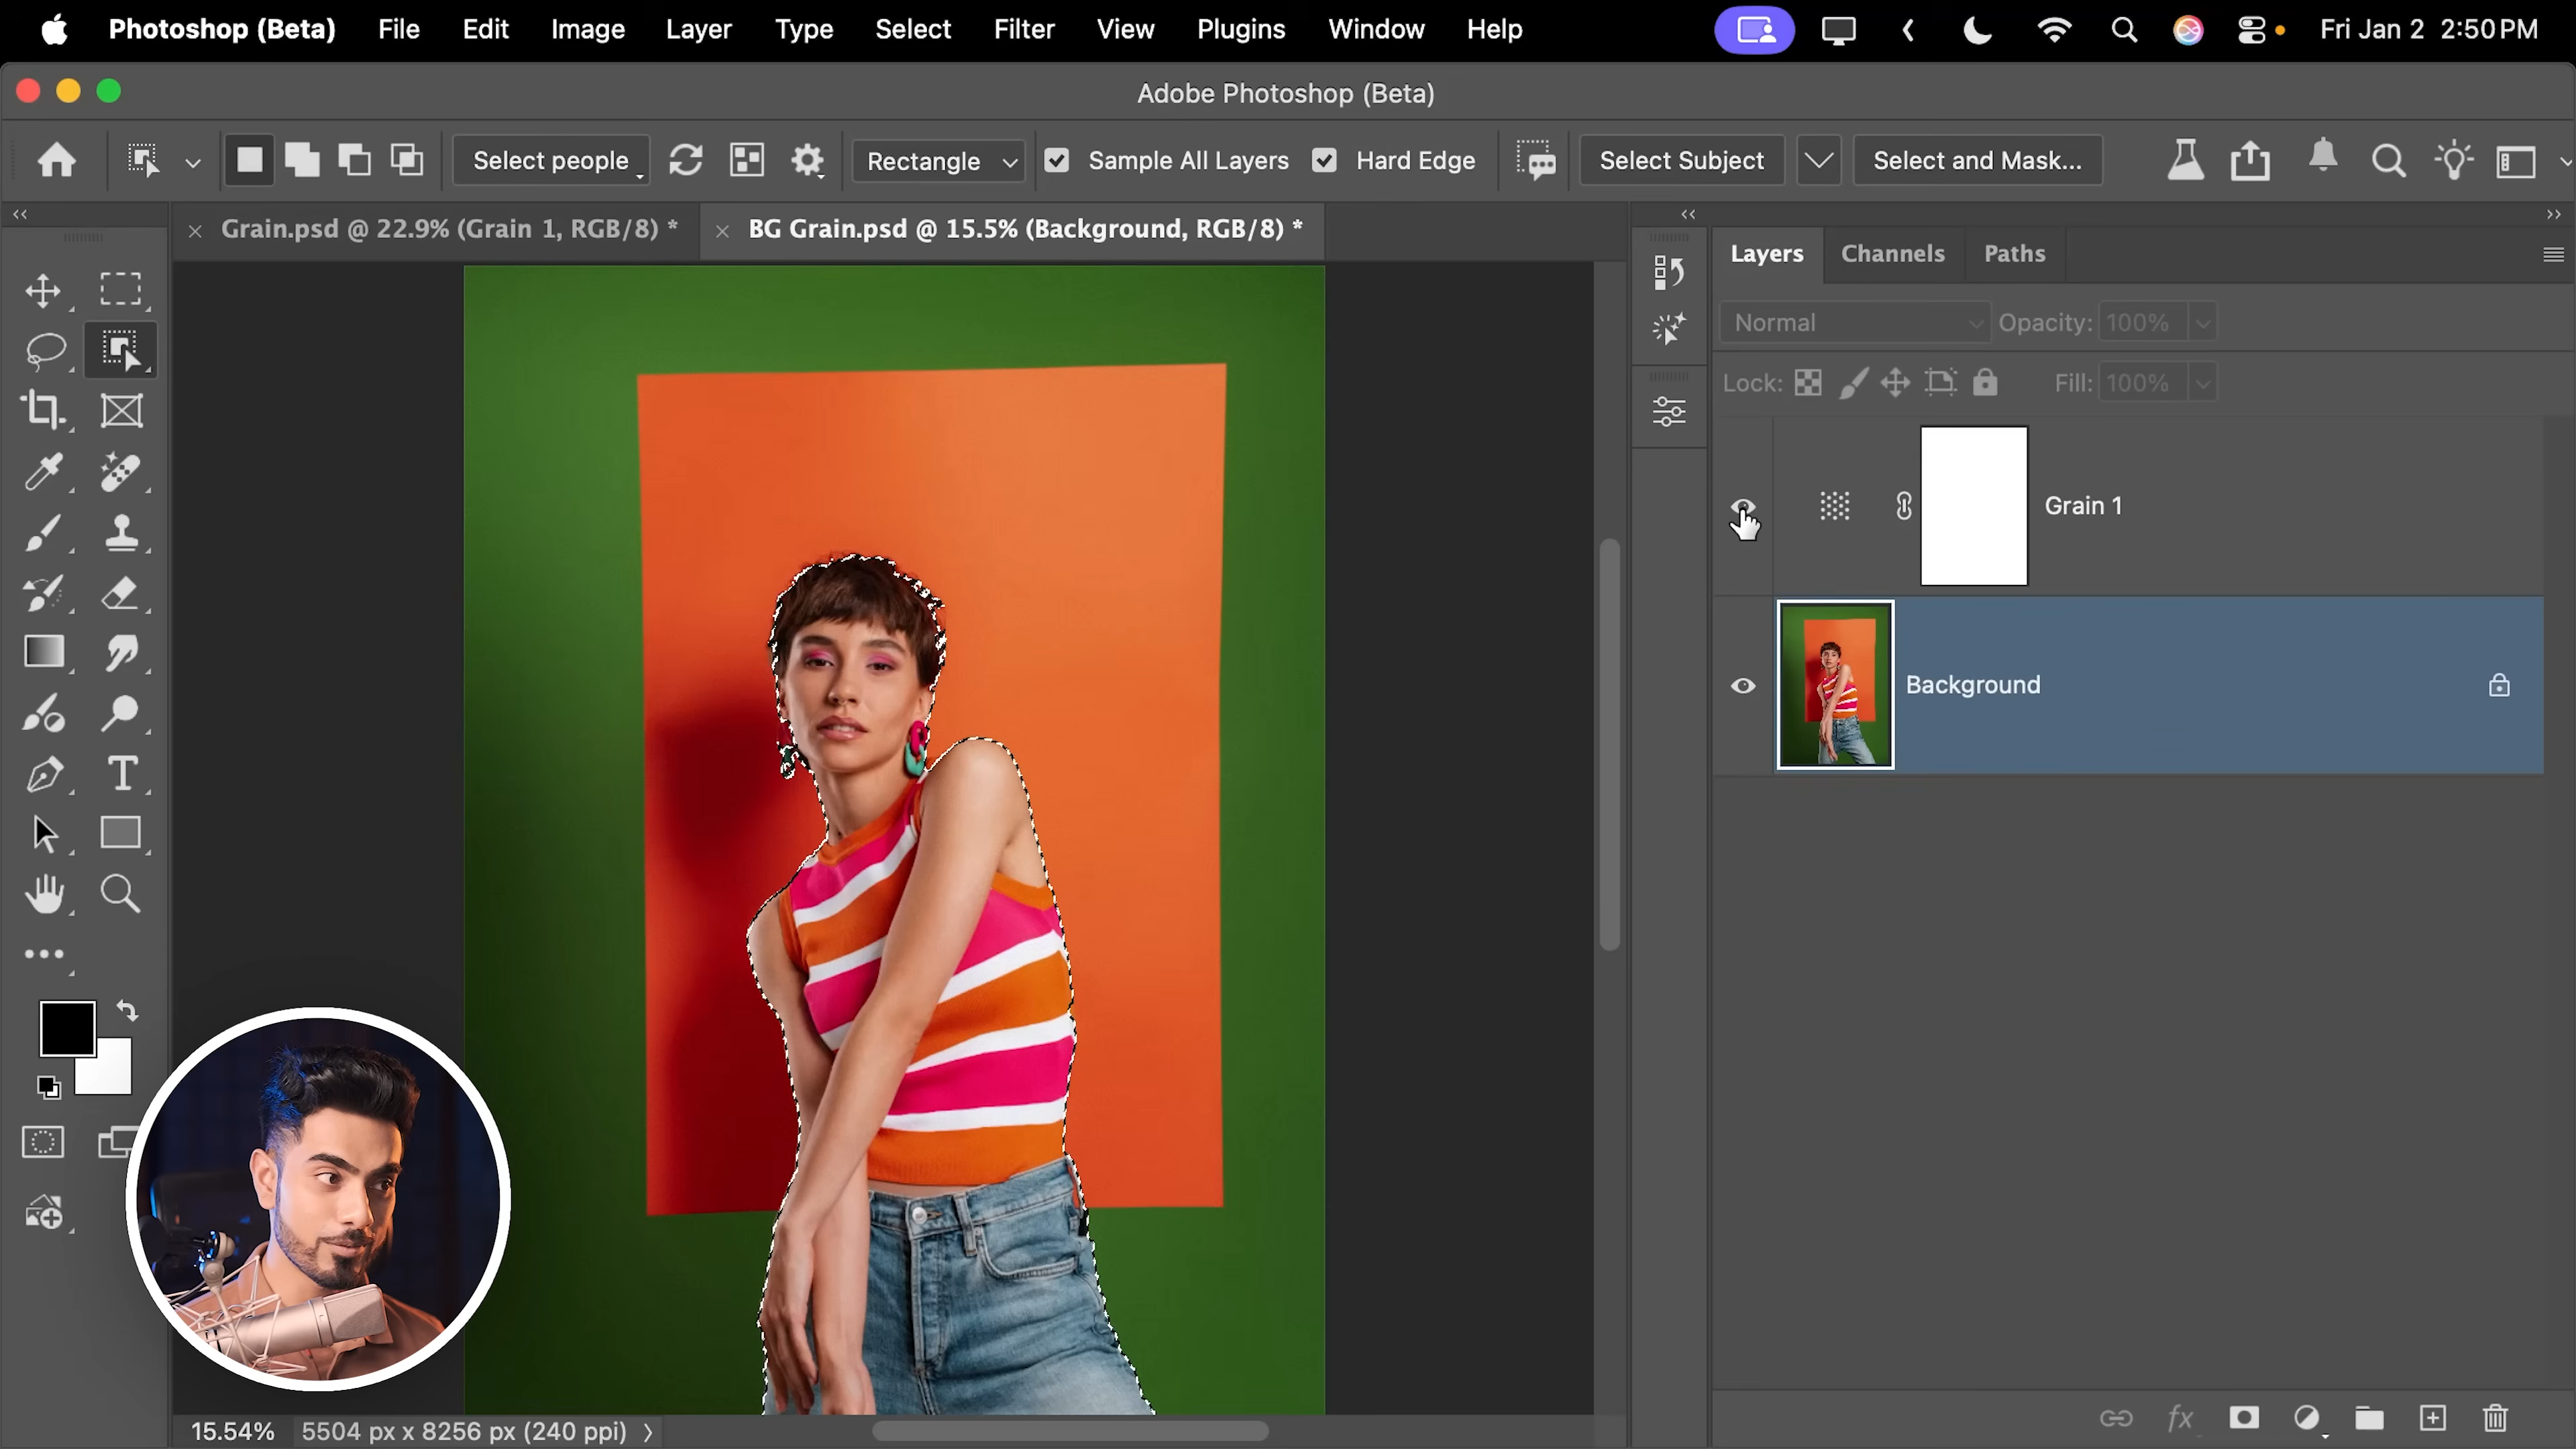 Photoshop (Beta) File Edit Image Layer Type Select Filter View Plugins Window Help Fri Jan 2 2:50 PM
Adobe Photoshop (Beta)
Select people Rectangle Sample All Layers Hard Edge Select Subject Select and Mask...
Grain.psd @ 22.9% (Grain 1, RGB/8) * BG Grain.psd @ 15.5% (Background, RGB/8) *
Layers Channels Paths
Normal Opacity: 100%
Lock: Fill: 100%
Grain 1
Background
15.54% 5504 px x 8256 px (240 ppi)